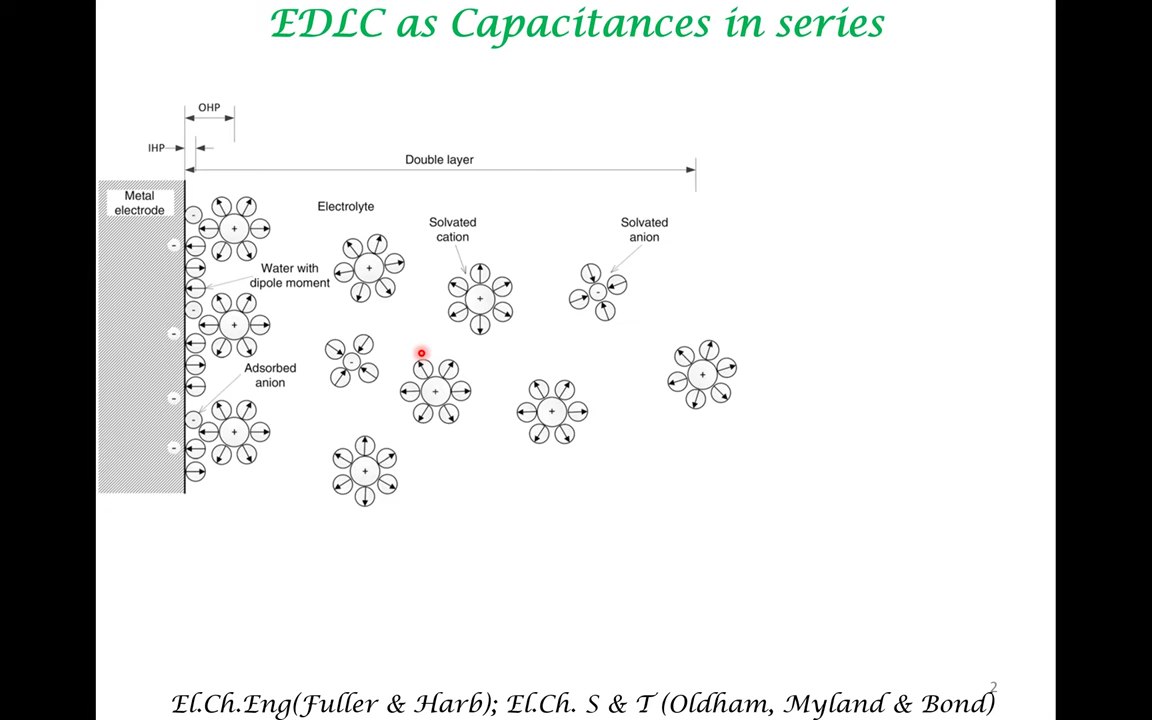 EDLC as Capacitances in series
OHP
IHP
Double layer
Metal
electrode
Electrolyte
Solvated
cation
Solvated
anion
Water with
dipole moment
Adsorbed
anion
2
El.Ch.Eng(Fuller & Harb); El.Ch. S & T (Oldham, Myland & Bond)